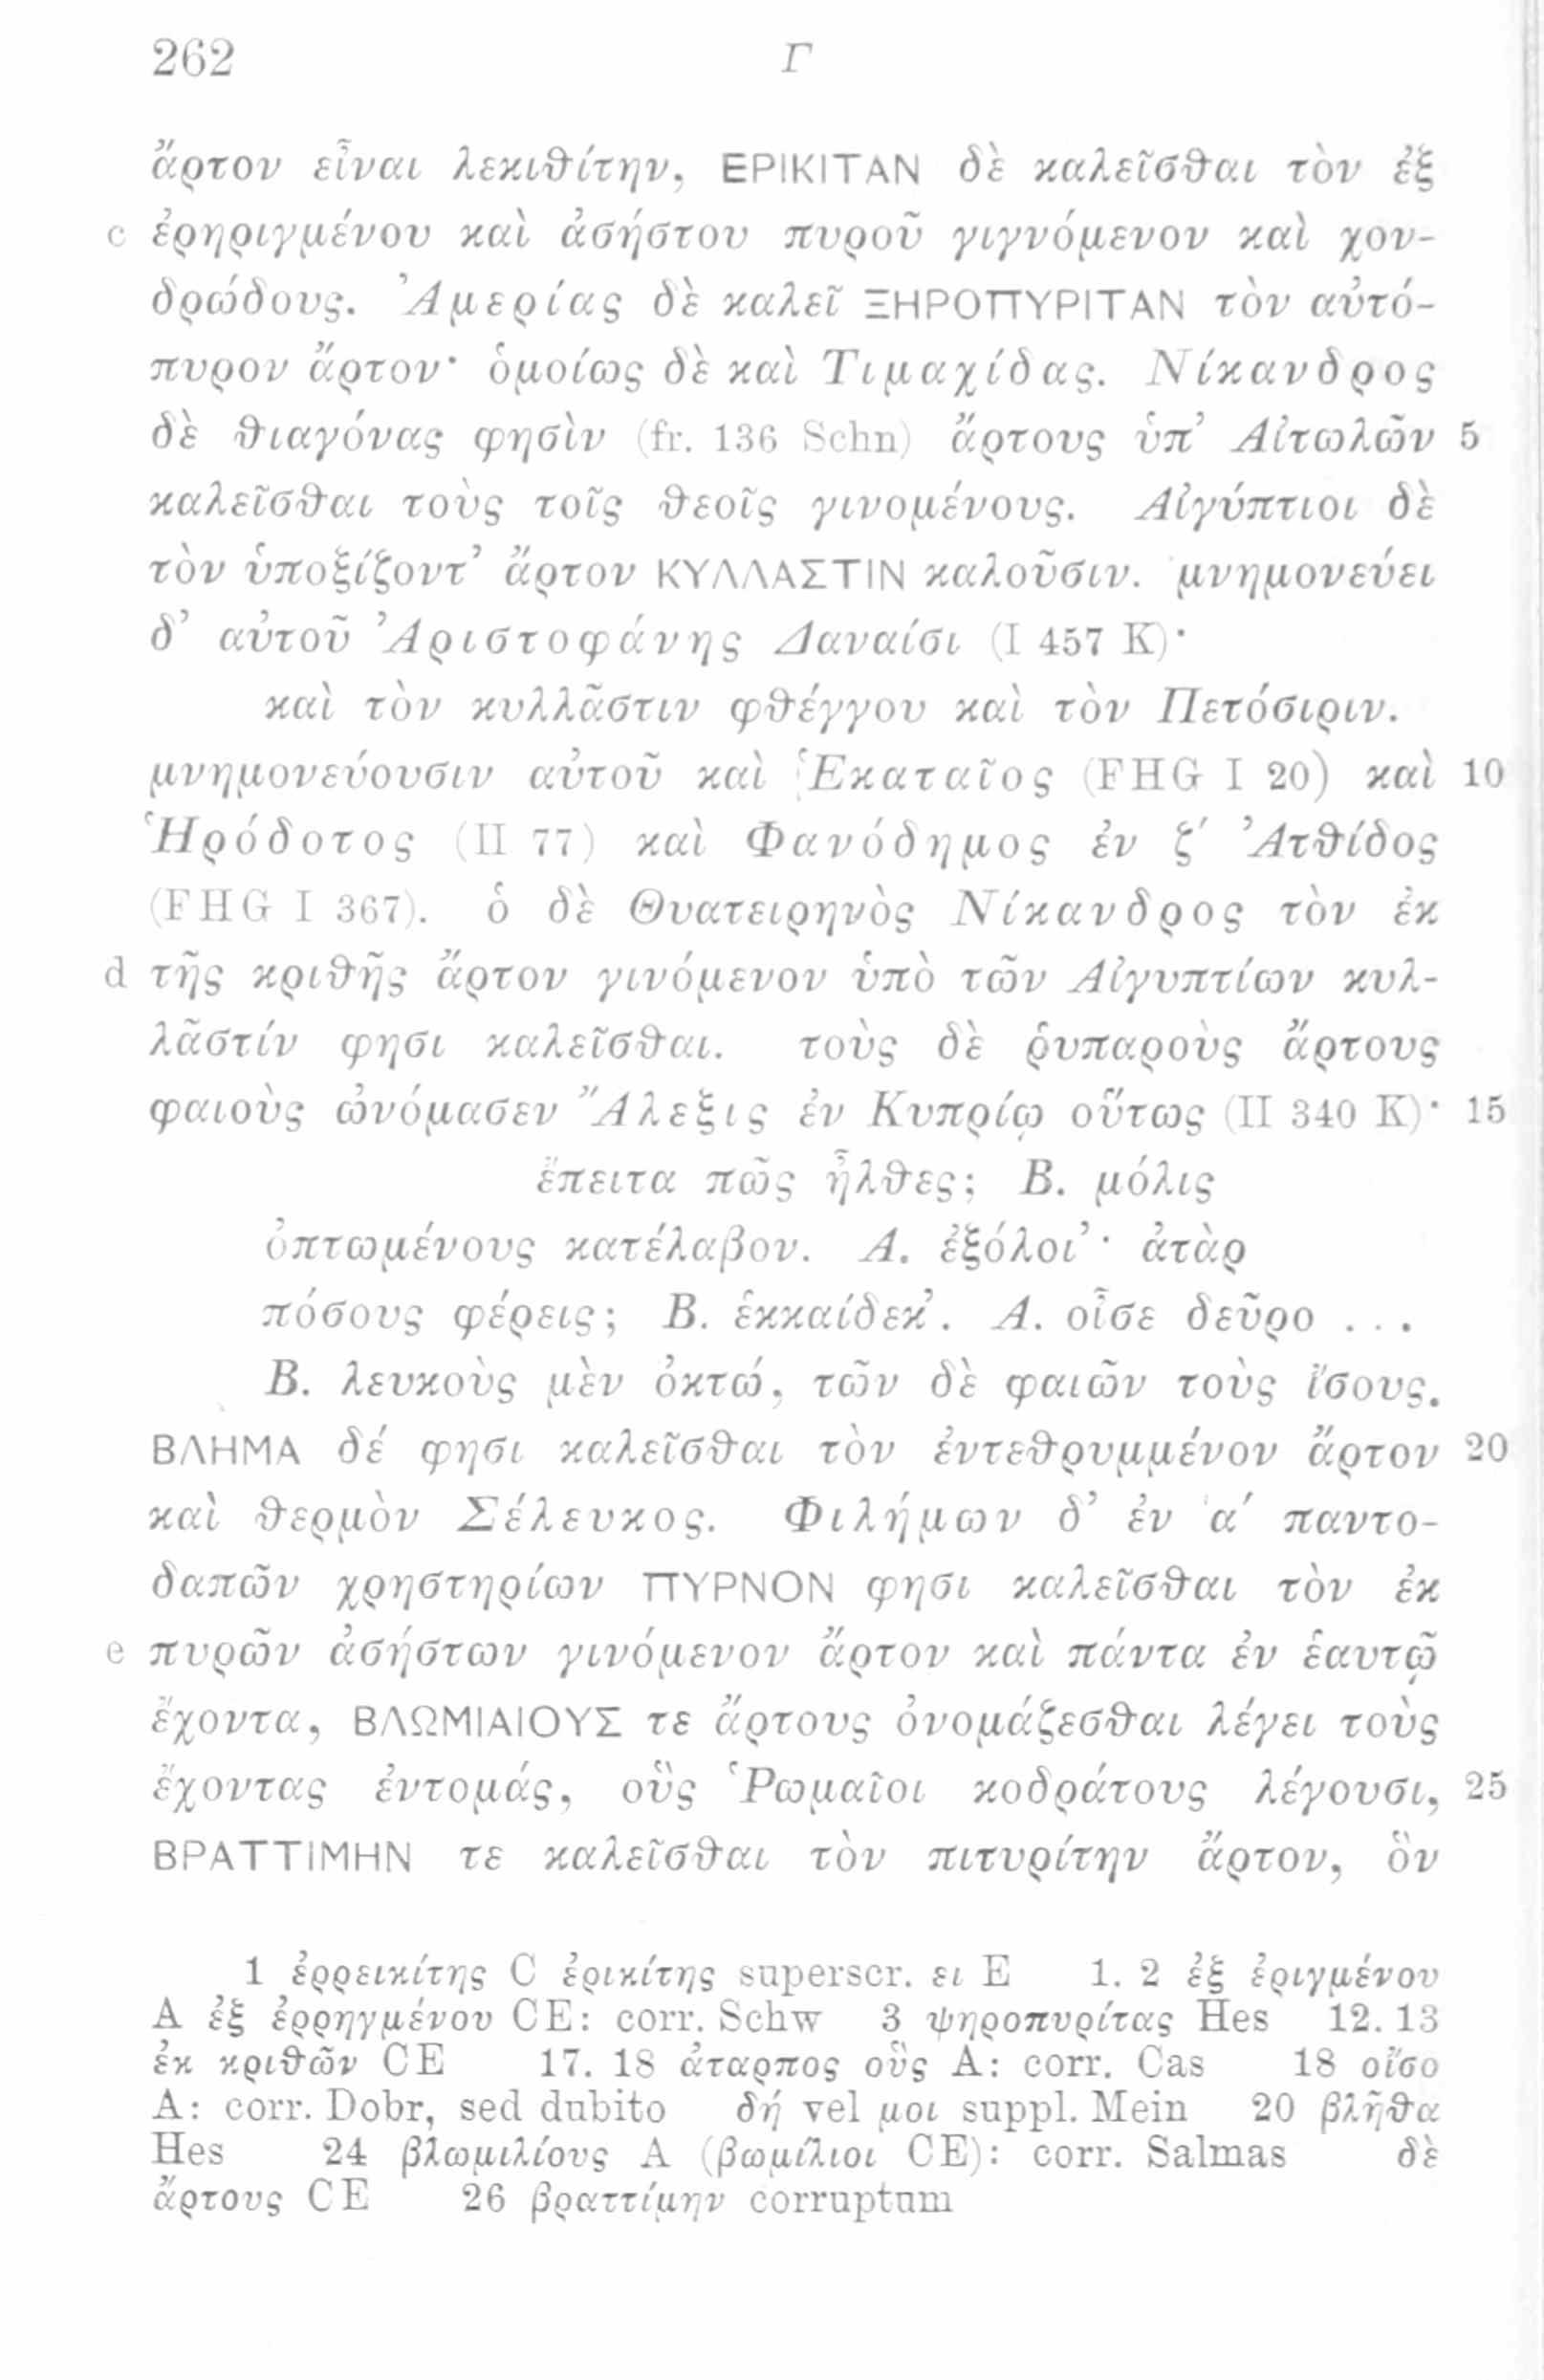 262 Γ
ἄρτον εἶναι λεκιθίτην, ΕΡΙΚΙΤΑΝ δὲ καλεῖσθαι τὸν ἐξ
c ἐρηριγμένου καὶ ἀσήστου πυροῦ γιγνόμενον καὶ χον-
δρώδους. Ἀμερίας δὲ καλεῖ ΞΗΡΟΠΥΡΙΤΑΝ τὸν αὐτό-
πυρον ἄρτον· ὁμοίως δὲ καὶ Τιμαχίδας. Νίκανδρος
δὲ θιαγόνας φησὶν (fr. 136 Schn) ἄρτους ὑπ’ Αἰτωλῶν 5
καλεῖσθαι τοὺς τοῖς θεοῖς γινομένους. Αἰγύπτιοι δὲ
τὸν ὑποξίζοντ’ ἄρτον ΚΥΛΛΑΣΤΙΝ καλοῦσιν. μνημονεύει
δ’ αὐτοῦ Ἀριστοφάνης Δαναίσι (I 457 K)·
καὶ τὸν κυλλᾶστιν φθέγγου καὶ τὸν Πετόσιριν.
μνημονεύουσιν αὐτοῦ καὶ Ἑκαταῖος (FHG I 20) καὶ 10
Ἡρόδοτος (II 77) καὶ Φανόδημος ἐν ζ′ Ἀτθίδος
(FHG I 367). ὁ δὲ Θυατειρηνὸς Νίκανδρος τὸν ἐκ
d τῆς κριθῆς ἄρτον γινόμενον ὑπὸ τῶν Αἰγυπτίων κυλ-
λᾶστίν φησι καλεῖσθαι. τοὺς δὲ ῥυπαροὺς ἄρτους
φαιοὺς ὠνόμασεν Ἄλεξις ἐν Κυπρίῳ οὕτως (II 340 K)· 15
ἔπειτα πῶς ἦλθες; Β. μόλις
ὀπτωμένους κατέλαβον. Α. ἐξόλοι’· ἀτὰρ
πόσους φέρεις; Β. ἑκκαίδεκ’. Α. οἶσε δεῦρο ...
Β. λευκοὺς μὲν ὀκτώ, τῶν δὲ φαιῶν τοὺς ἴσους.
ΒΛΗΜΑ δέ φησι καλεῖσθαι τὸν ἐντεθρυμμένον ἄρτον 20
καὶ θερμὸν Σέλευκος. Φιλήμων δ’ ἐν α′ παντο-
δαπῶν χρηστηρίων ΠΥΡΝΟΝ φησι καλεῖσθαι τὸν ἐκ
e πυρῶν ἀσήστων γινόμενον ἄρτον καὶ πάντα ἐν ἑαυτῷ
ἔχοντα, ΒΛΩΜΙΑΙΟΥΣ τε ἄρτους ὀνομάζεσθαι λέγει τοὺς
ἔχοντας ἐντομάς, οὓς Ῥωμαῖοι κοδράτους λέγουσι, 25
ΒΡΑΤΤΙΜΗΝ τε καλεῖσθαι τὸν πιτυρίτην ἄρτον, ὃν
1 ἐρρεικίτης C ἐρικίτης superscr. ει E 1. 2 ἐξ ἐριγμένου
A ἐξ ἐρρηγμένου CE: corr. Schw 3 ψηροπυρίτας Hes 12. 13
ἐκ κριθῶν CE 17. 18 ἀταρπος οὓς A: corr. Cas 18 οἴσο
A: corr. Dobr, sed dubito δή vel μοι suppl. Mein 20 βλῆθα
Hes 24 βλωμιλίους A (βωμίλιοι CE): corr. Salmas δὲ
ἄρτους CE 26 βραττίμην corruptum